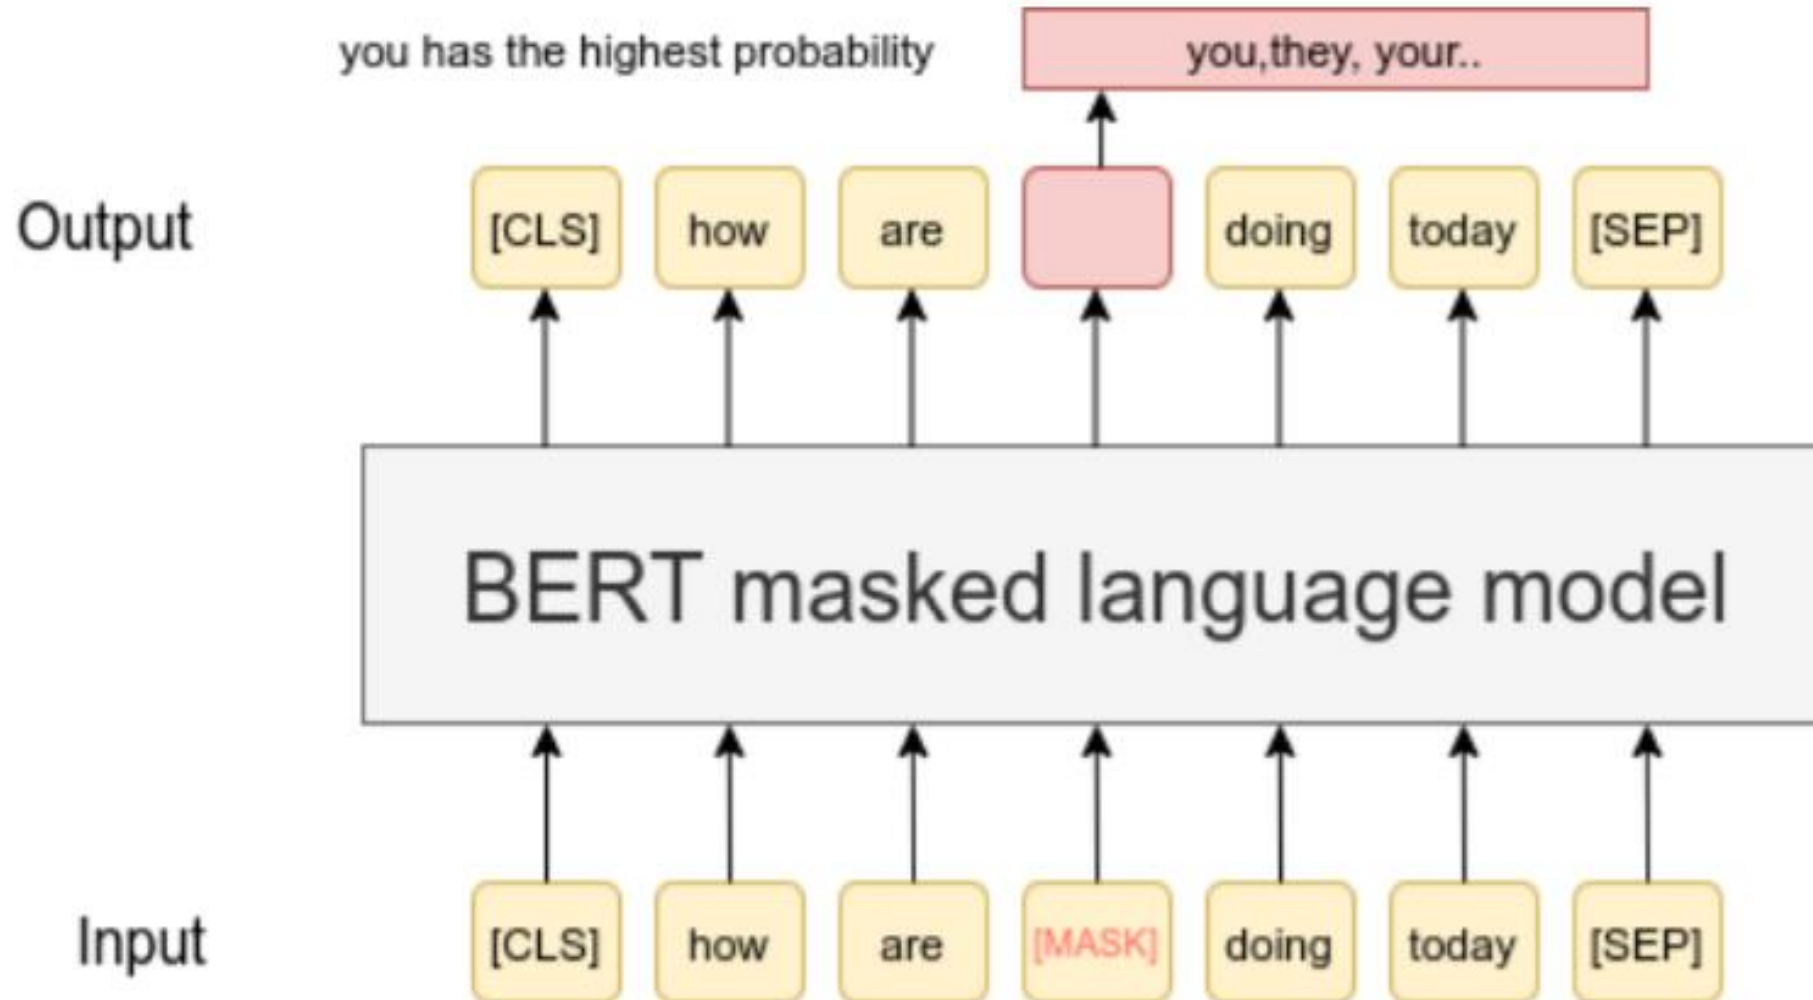 you has the highest probability you,they, your..
Output [CLS] how are doing today [SEP]
BERT masked language model
Input [CLS] how are [MASK] doing today [SEP]